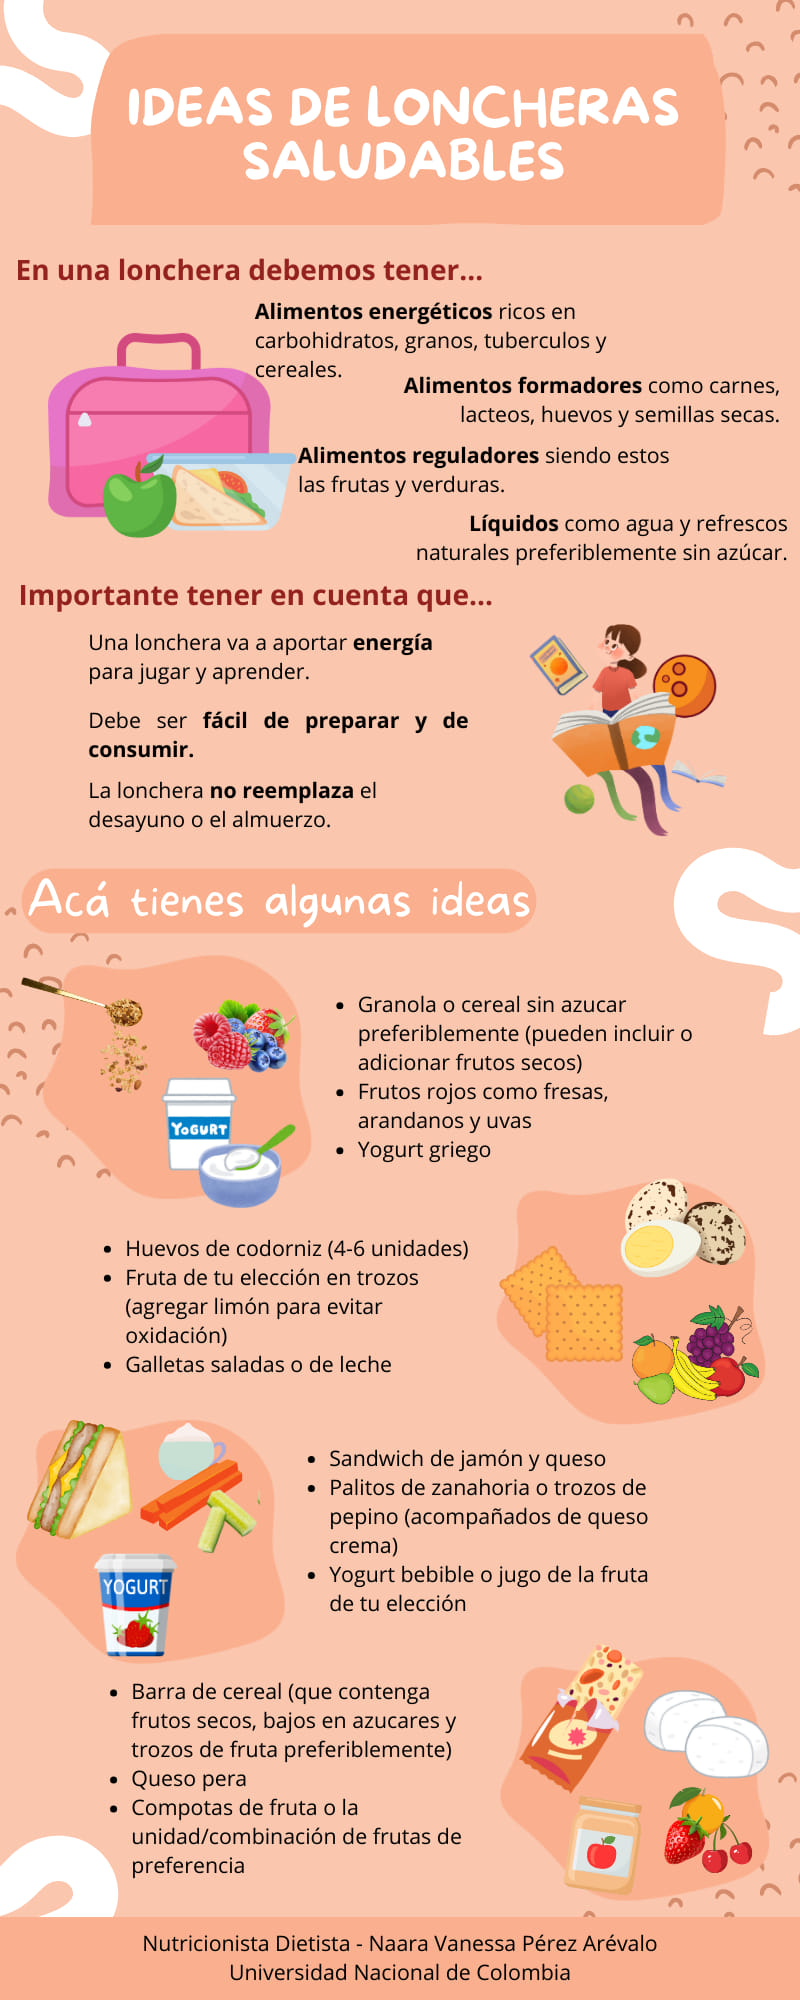 IDEAS DE LONCHERAS
SALUDABLES
En una lonchera debemos tener...
Alimentos energéticos ricos en
carbohidratos, granos, tuberculos y
cereales.
Alimentos formadores como carnes,
lacteos, huevos y semillas secas.
Alimentos reguladores siendo estos
las frutas y verduras.
Líquidos como agua y refrescos
naturales preferiblemente sin azúcar.
Importante tener en cuenta que...
Una lonchera va a aportar energía
para jugar y aprender.
Debe ser fácil de preparar y de
consumir.
La lonchera no reemplaza el
desayuno o el almuerzo.
Acá tienes algunas ideas
• Granola o cereal sin azucar
preferiblemente (pueden incluir o
adicionar frutos secos)
• Frutos rojos como fresas,
arandanos y uvas
• Yogurt griego
YOGURT
• Huevos de codorniz (4-6 unidades)
• Fruta de tu elección en trozos
(agregar limón para evitar
oxidación)
• Galletas saladas o de leche
• Sandwich de jamón y queso
• Palitos de zanahoria o trozos de
pepino (acompañados de queso
crema)
• Yogurt bebible o jugo de la fruta
de tu elección
YOGURT
• Barra de cereal (que contenga
frutos secos, bajos en azucares y
trozos de fruta preferiblemente)
• Queso pera
• Compotas de fruta o la
unidad/combinación de frutas de
preferencia
Nutricionista Dietista - Naara Vanessa Pérez Arévalo
Universidad Nacional de Colombia